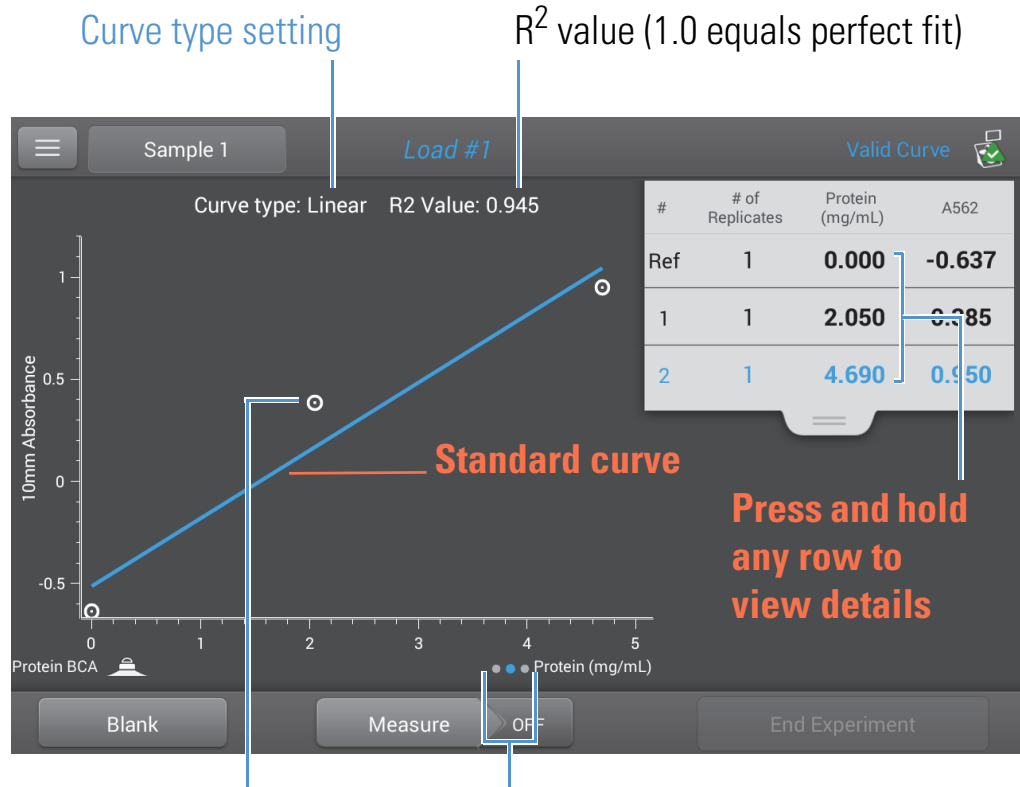 Curve type setting
R² value (1.0 equals perfect fit)
Sample 1
Load #1
Valid Curve
Curve type: Linear R2 Value: 0.945
# # of Replicates Protein (mg/mL) A562
Ref 1 0.000 -0.637
1 1 2.050 0.385
2 1 4.690 0.950
1
0.5
0
-0.5
10mm Absorbance
Standard curve
Press and hold
any row to
view details
0 1 2 3 4 5
Protein BCA
Protein (mg/mL)
Blank
Measure
OFF
End Experiment